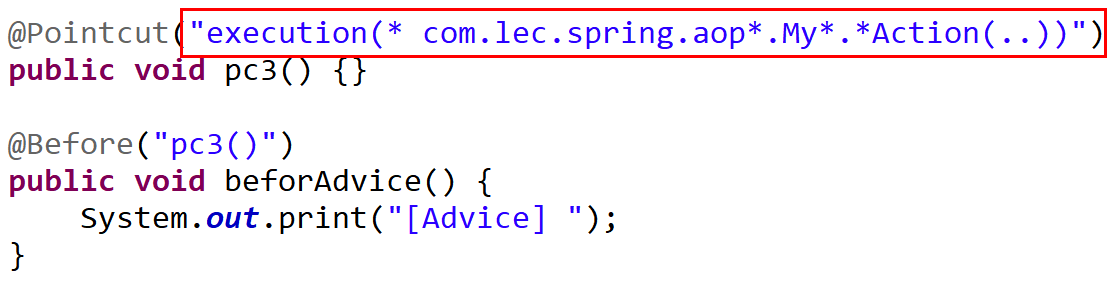 @Pointcut("execution(* com.lec.spring.aop*.My*.*Action(..))")
public void pc3() {}
@Before("pc3()")
public void beforAdvice() {
    System.out.print("[Advice] ");
}